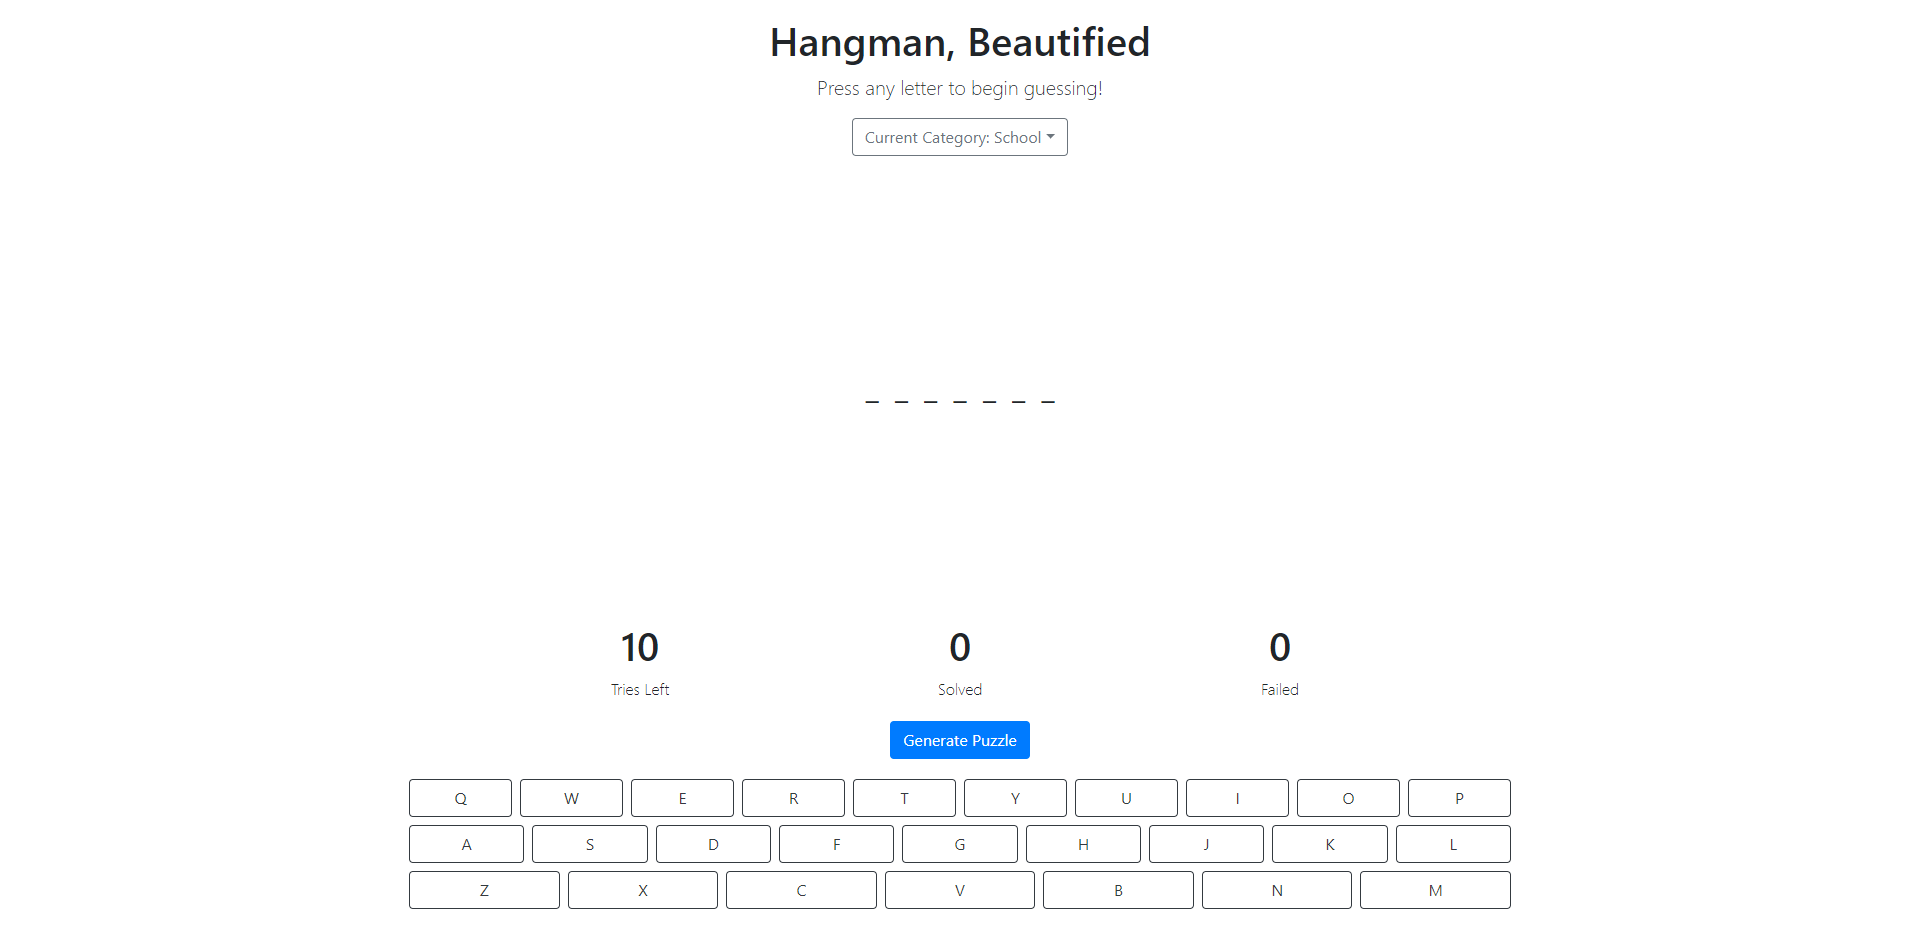 Hangman, Beautified
Press any letter to begin guessing!
Current Category: School
_ _ _ _ _ _ _
10 0 0
Tries Left Solved Failed
Generate Puzzle
Q W E R T Y U I O P
A S D F G H J K L
Z X C V B N M